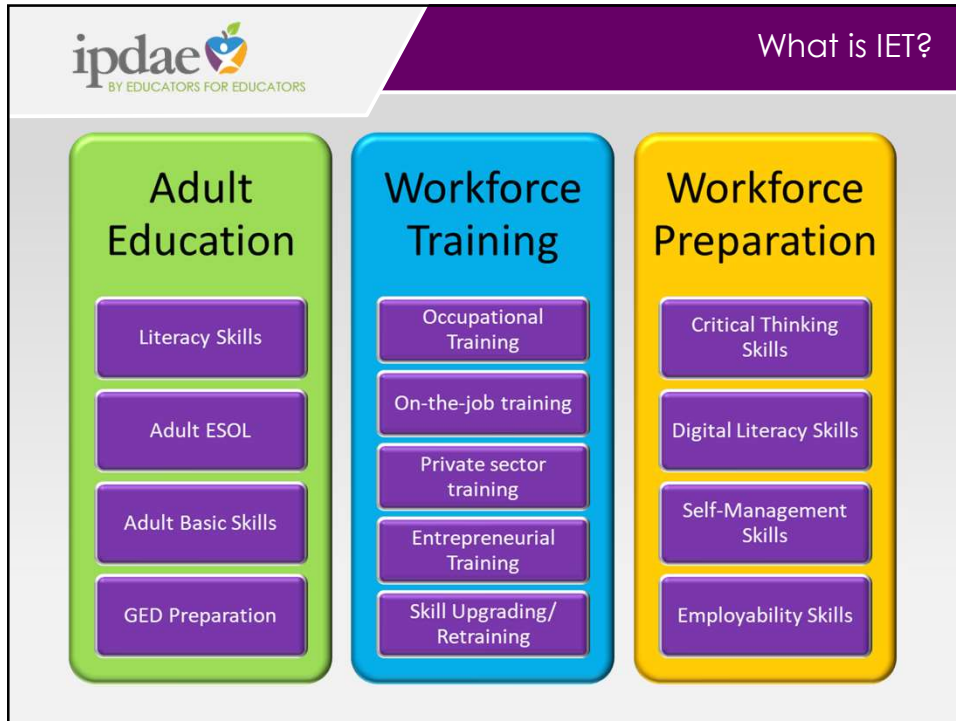 ipdae
BY EDUCATORS FOR EDUCATORS
What is IET?
Adult
Education
Literacy Skills
Adult ESOL
Adult Basic Skills
GED Preparation
Workforce
Training
Occupational
Training
On-the-job training
Private sector
training
Entrepreneurial
Training
Skill Upgrading/
Retraining
Workforce
Preparation
Critical Thinking
Skills
Digital Literacy Skills
Self-Management
Skills
Employability Skills